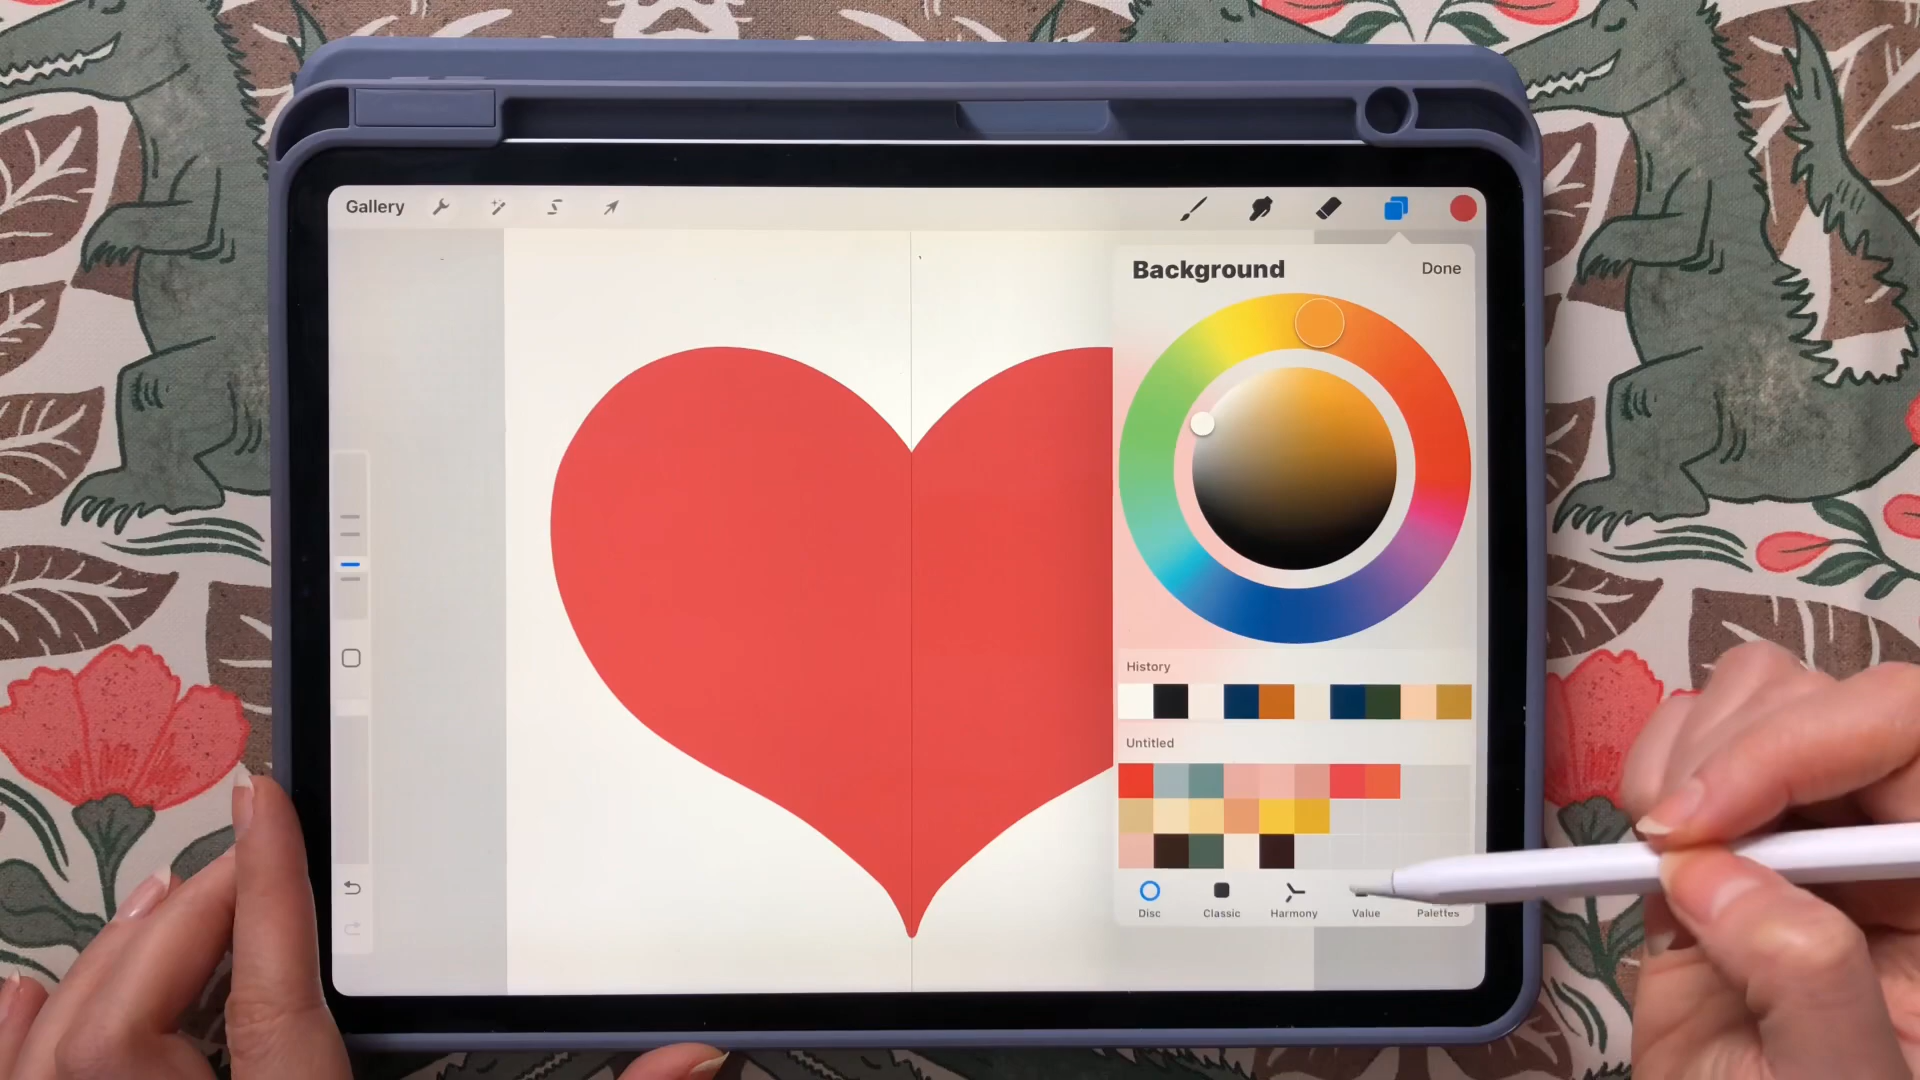 Gallery
Background
Done
History
Untitled
Disc
Classic
Harmony
Value
Palettes